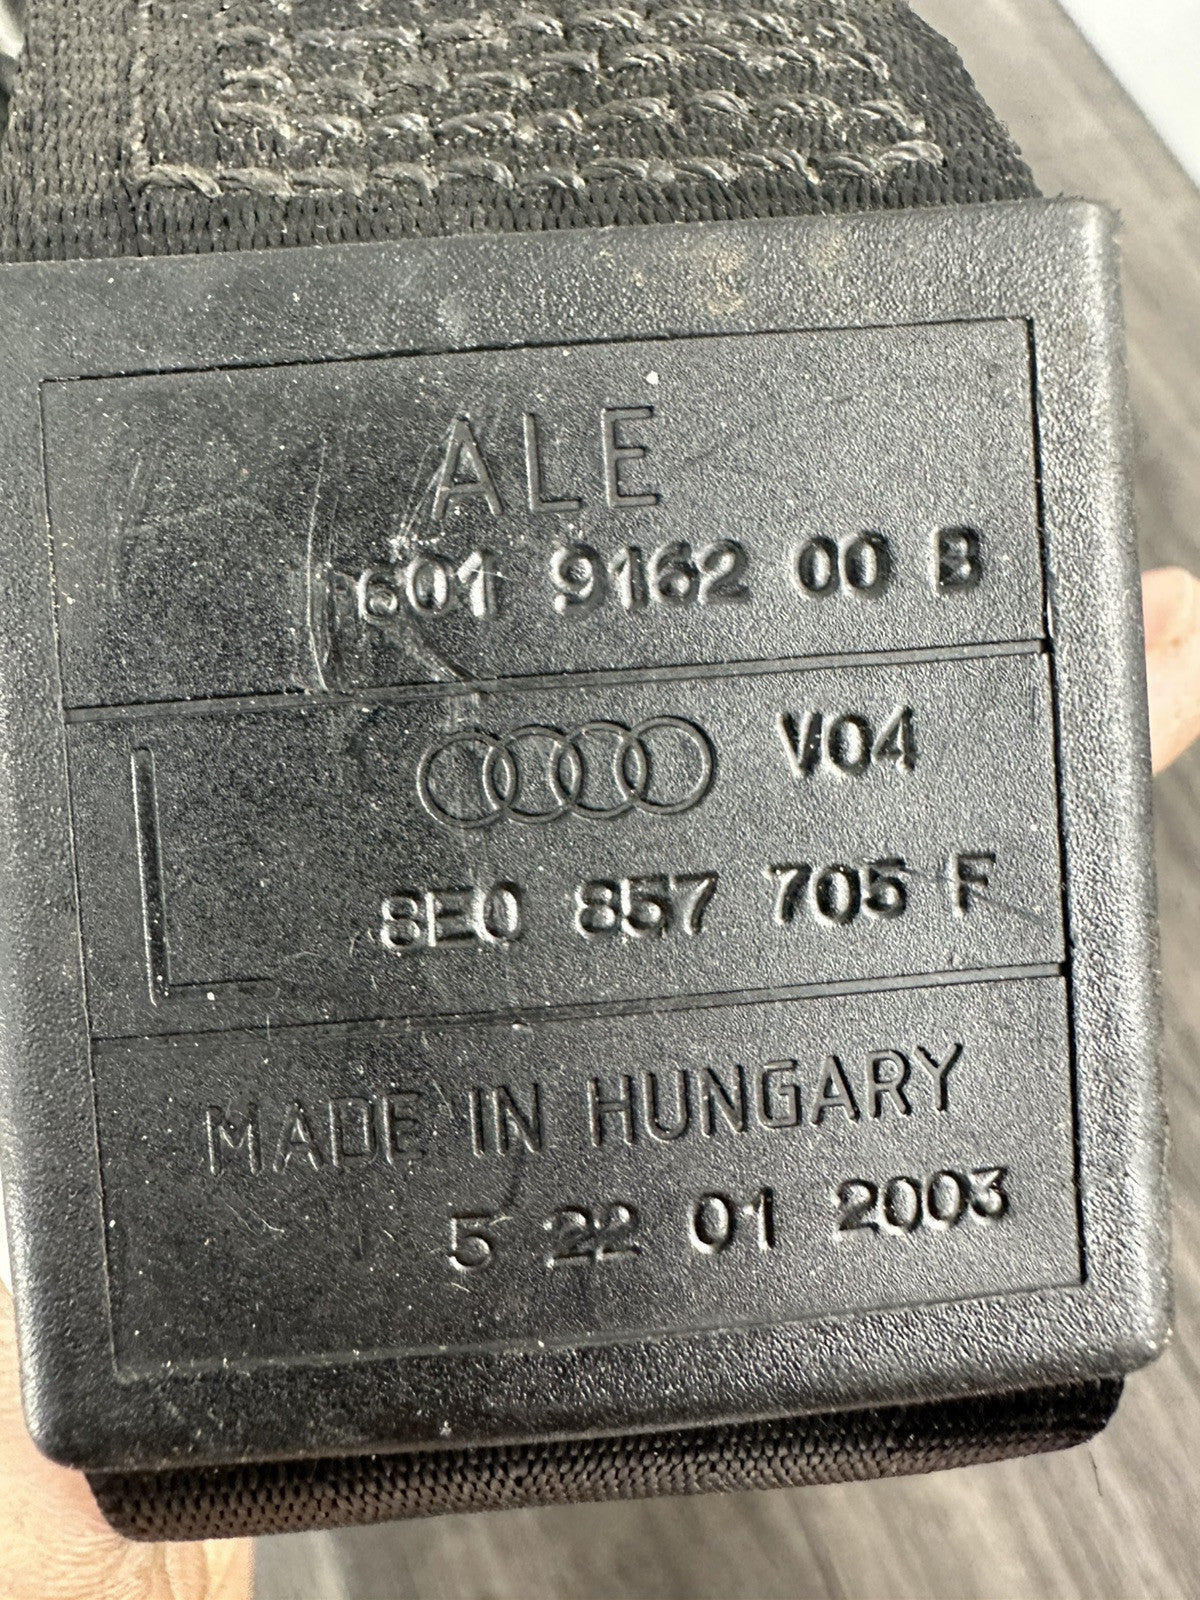 ALE
601 9162 00 B
V04
8E0 857 705 F
L
MADE IN HUNGARY
5 22 01 2003